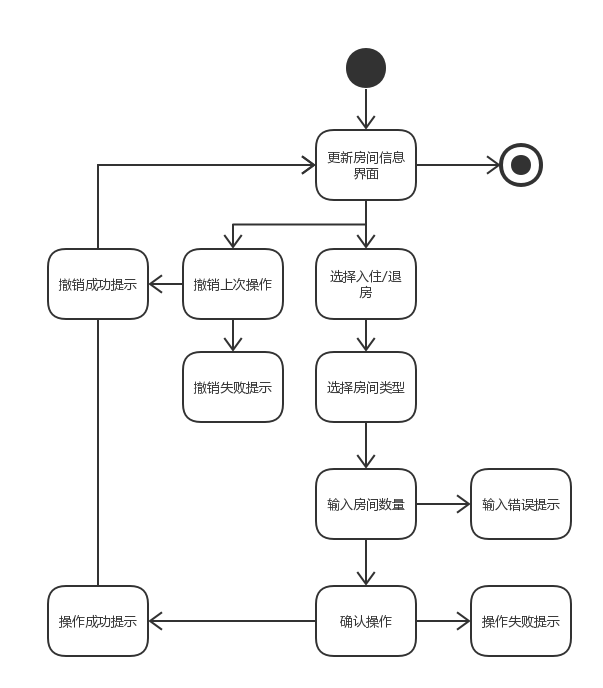 更新房间信息
界面
撤销成功提示
撤销上次操作
选择入住/退
房
撤销失败提示
选择房间类型
输入房间数量
输入错误提示
操作成功提示
确认操作
操作失败提示